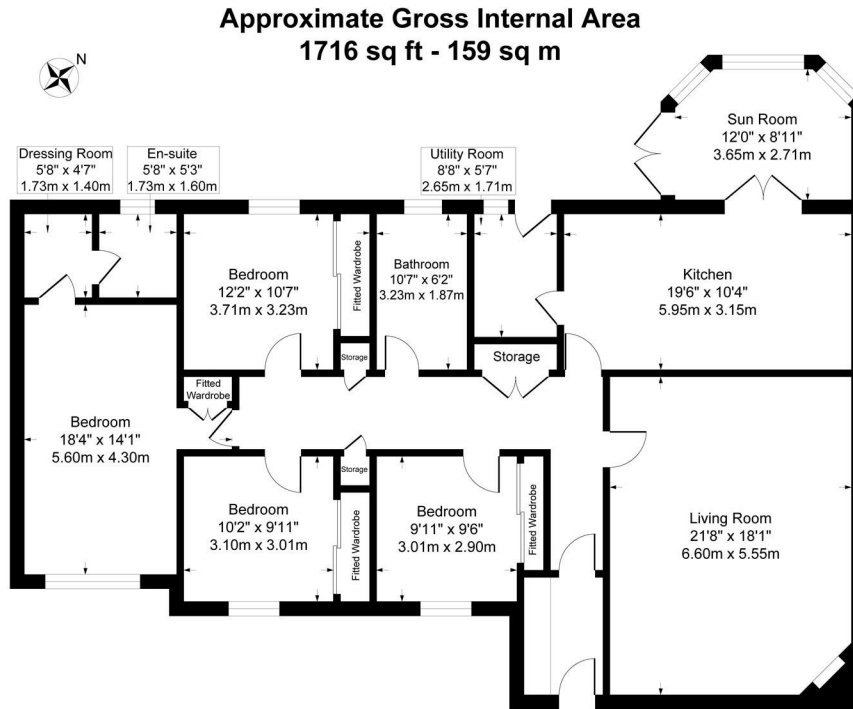 Approximate Gross Internal Area
1716 sq ft - 159 sq m
N
Sun Room
12'0" x 8'11"
3.65m x 2.71m
Dressing Room
5'8" x 4'7"
1.73m x 1.40m
En-suite
5'8" x 5'3"
1.73m x 1.60m
Utility Room
8'8" x 5'7"
2.65m x 1.71m
Bedroom
12'2" x 10'7"
3.71m x 3.23m
Fitted Wardrobe
Bathroom
10'7" x 6'2"
3.23m x 1.87m
Kitchen
19'6" x 10'4"
5.95m x 3.15m
Storage
Storage
Fitted
Wardrobe
Bedroom
18'4" x 14'1"
5.60m x 4.30m
Storage
Bedroom
10'2" x 9'11"
3.10m x 3.01m
Fitted Wardrobe
Bedroom
9'11" x 9'6"
3.01m x 2.90m
Fitted Wardrobe
Living Room
21'8" x 18'1"
6.60m x 5.55m